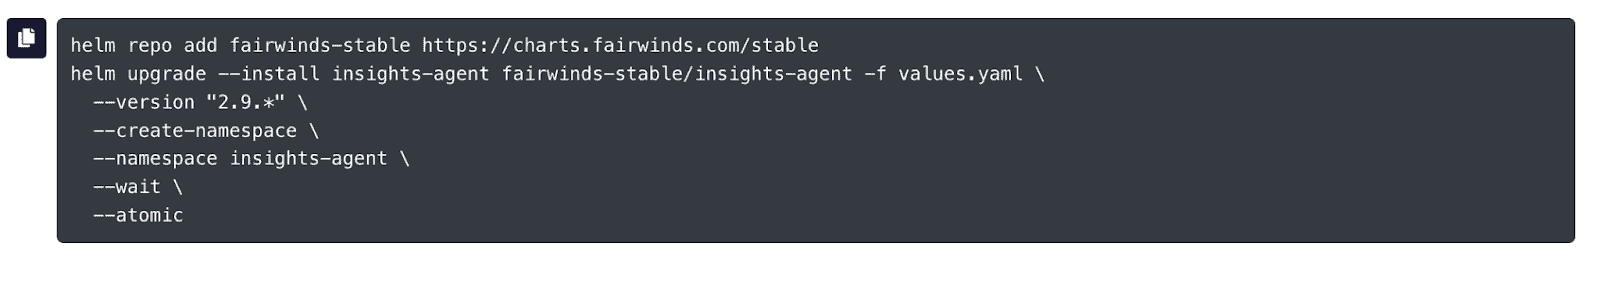 helm repo add fairwinds-stable https://charts.fairwinds.com/stable
helm upgrade --install insights-agent fairwinds-stable/insights-agent -f values.yaml \
  --version "2.9.*" \
  --create-namespace \
  --namespace insights-agent \
  --wait \
  --atomic